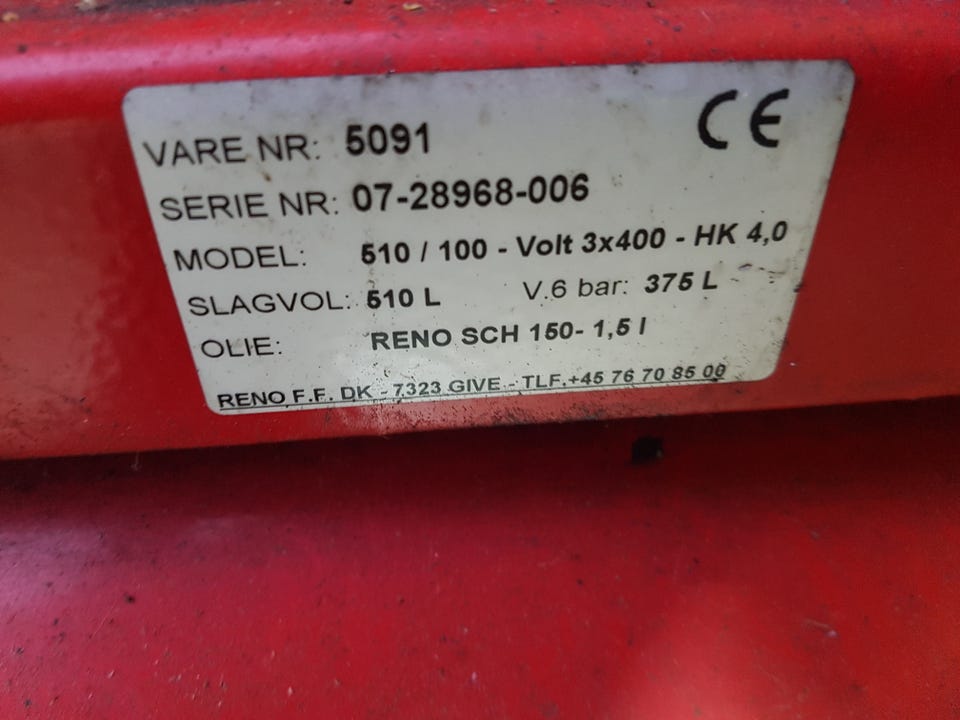 CE
VARE NR: 5091
SERIE NR: 07-28968-006
MODEL: 510 / 100 - Volt 3x400 - HK 4,0
SLAGVOL: 510 L V.6 bar: 375 L
OLIE: RENO SCH 150- 1,5 l
RENO F.F. DK - 7323 GIVE - TLF.+45 76 70 85 00